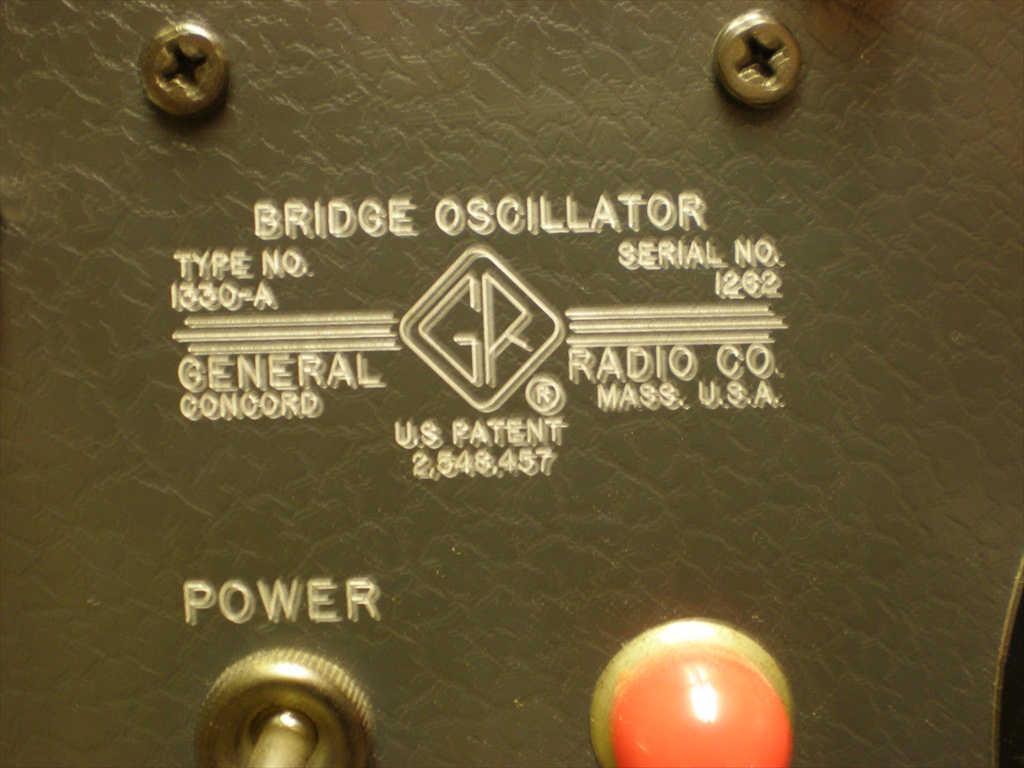 BRIDGE OSCILLATOR
TYPE NO. SERIAL NO.
1330-A 1262
GR
GENERAL RADIO CO.
CONCORD ® MASS. U.S.A.
U.S. PATENT
2,548,457
POWER